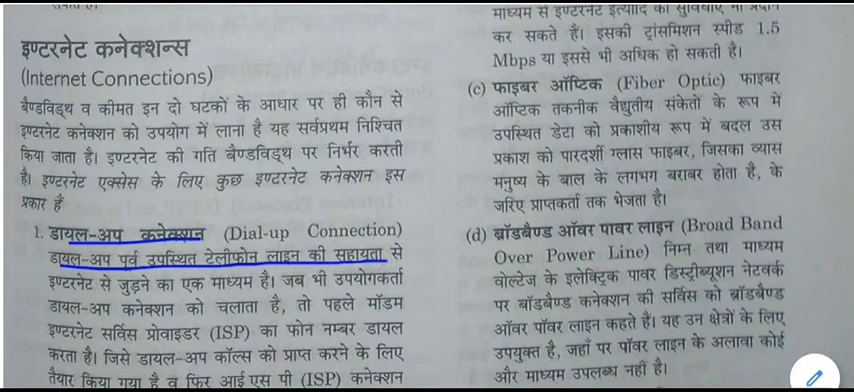 इण्टरनेट कनेक्शन्स
(Internet Connections)
बैण्डविड्थ व कीमत इन दो घटकों के आधार पर ही कौन से
इण्टरनेट कनेक्शन को उपयोग में लाना है यह सर्वप्रथम निश्चित
किया जाता है। इण्टरनेट की गति बैण्डविड्थ पर निर्भर करती
है। इण्टरनेट एक्सेस के लिए कुछ इण्टरनेट कनेक्शन इस
प्रकार हैं
1. डायल-अप कनेक्शन (Dial-up Connection)
डायल-अप पूर्व उपस्थित टेलीफोन लाइन की सहायता से
इण्टरनेट से जुड़ने का एक माध्यम है। जब भी उपयोगकर्ता
डायल-अप कनेक्शन को चलाता है, तो पहले मॉडम
इण्टरनेट सर्विस प्रोवाइडर (ISP) का फोन नम्बर डायल
करता है। जिसे डायल-अप कॉल्स को प्राप्त करने के लिए
तैयार किया गया है व फिर आई एस पी (ISP) कनेक्शन
माध्यम से इण्टरनेट इत्यादि की सुविधाएँ भी प्रदान
कर सकते हैं। इसकी ट्रांसमिशन स्पीड 1.5
Mbps या इससे भी अधिक हो सकती है।
(c) फाइबर ऑप्टिक (Fiber Optic) फाइबर
ऑप्टिक तकनीक वैद्युतीय संकेतों के रूप में
उपस्थित डेटा को प्रकाशीय रूप में बदल उस
प्रकाश को पारदर्शी ग्लास फाइबर, जिसका व्यास
मनुष्य के बाल के लगभग बराबर होता है, के
जरिए प्राप्तकर्ता तक भेजता है।
(d) ब्रॉडबैण्ड ऑवर पावर लाइन (Broad Band
Over Power Line) निम्न तथा माध्यम
वोल्टेज के इलेक्ट्रिक पावर डिस्ट्रीब्यूशन नेटवर्क
पर बॉडबैण्ड कनेक्शन की सर्विस को ब्रॉडबैण्ड
ऑवर पॉवर लाइन कहते हैं। यह उन क्षेत्रों के लिए
उपयुक्त है, जहाँ पर पॉवर लाइन के अलावा कोई
और माध्यम उपलब्ध नहीं है।